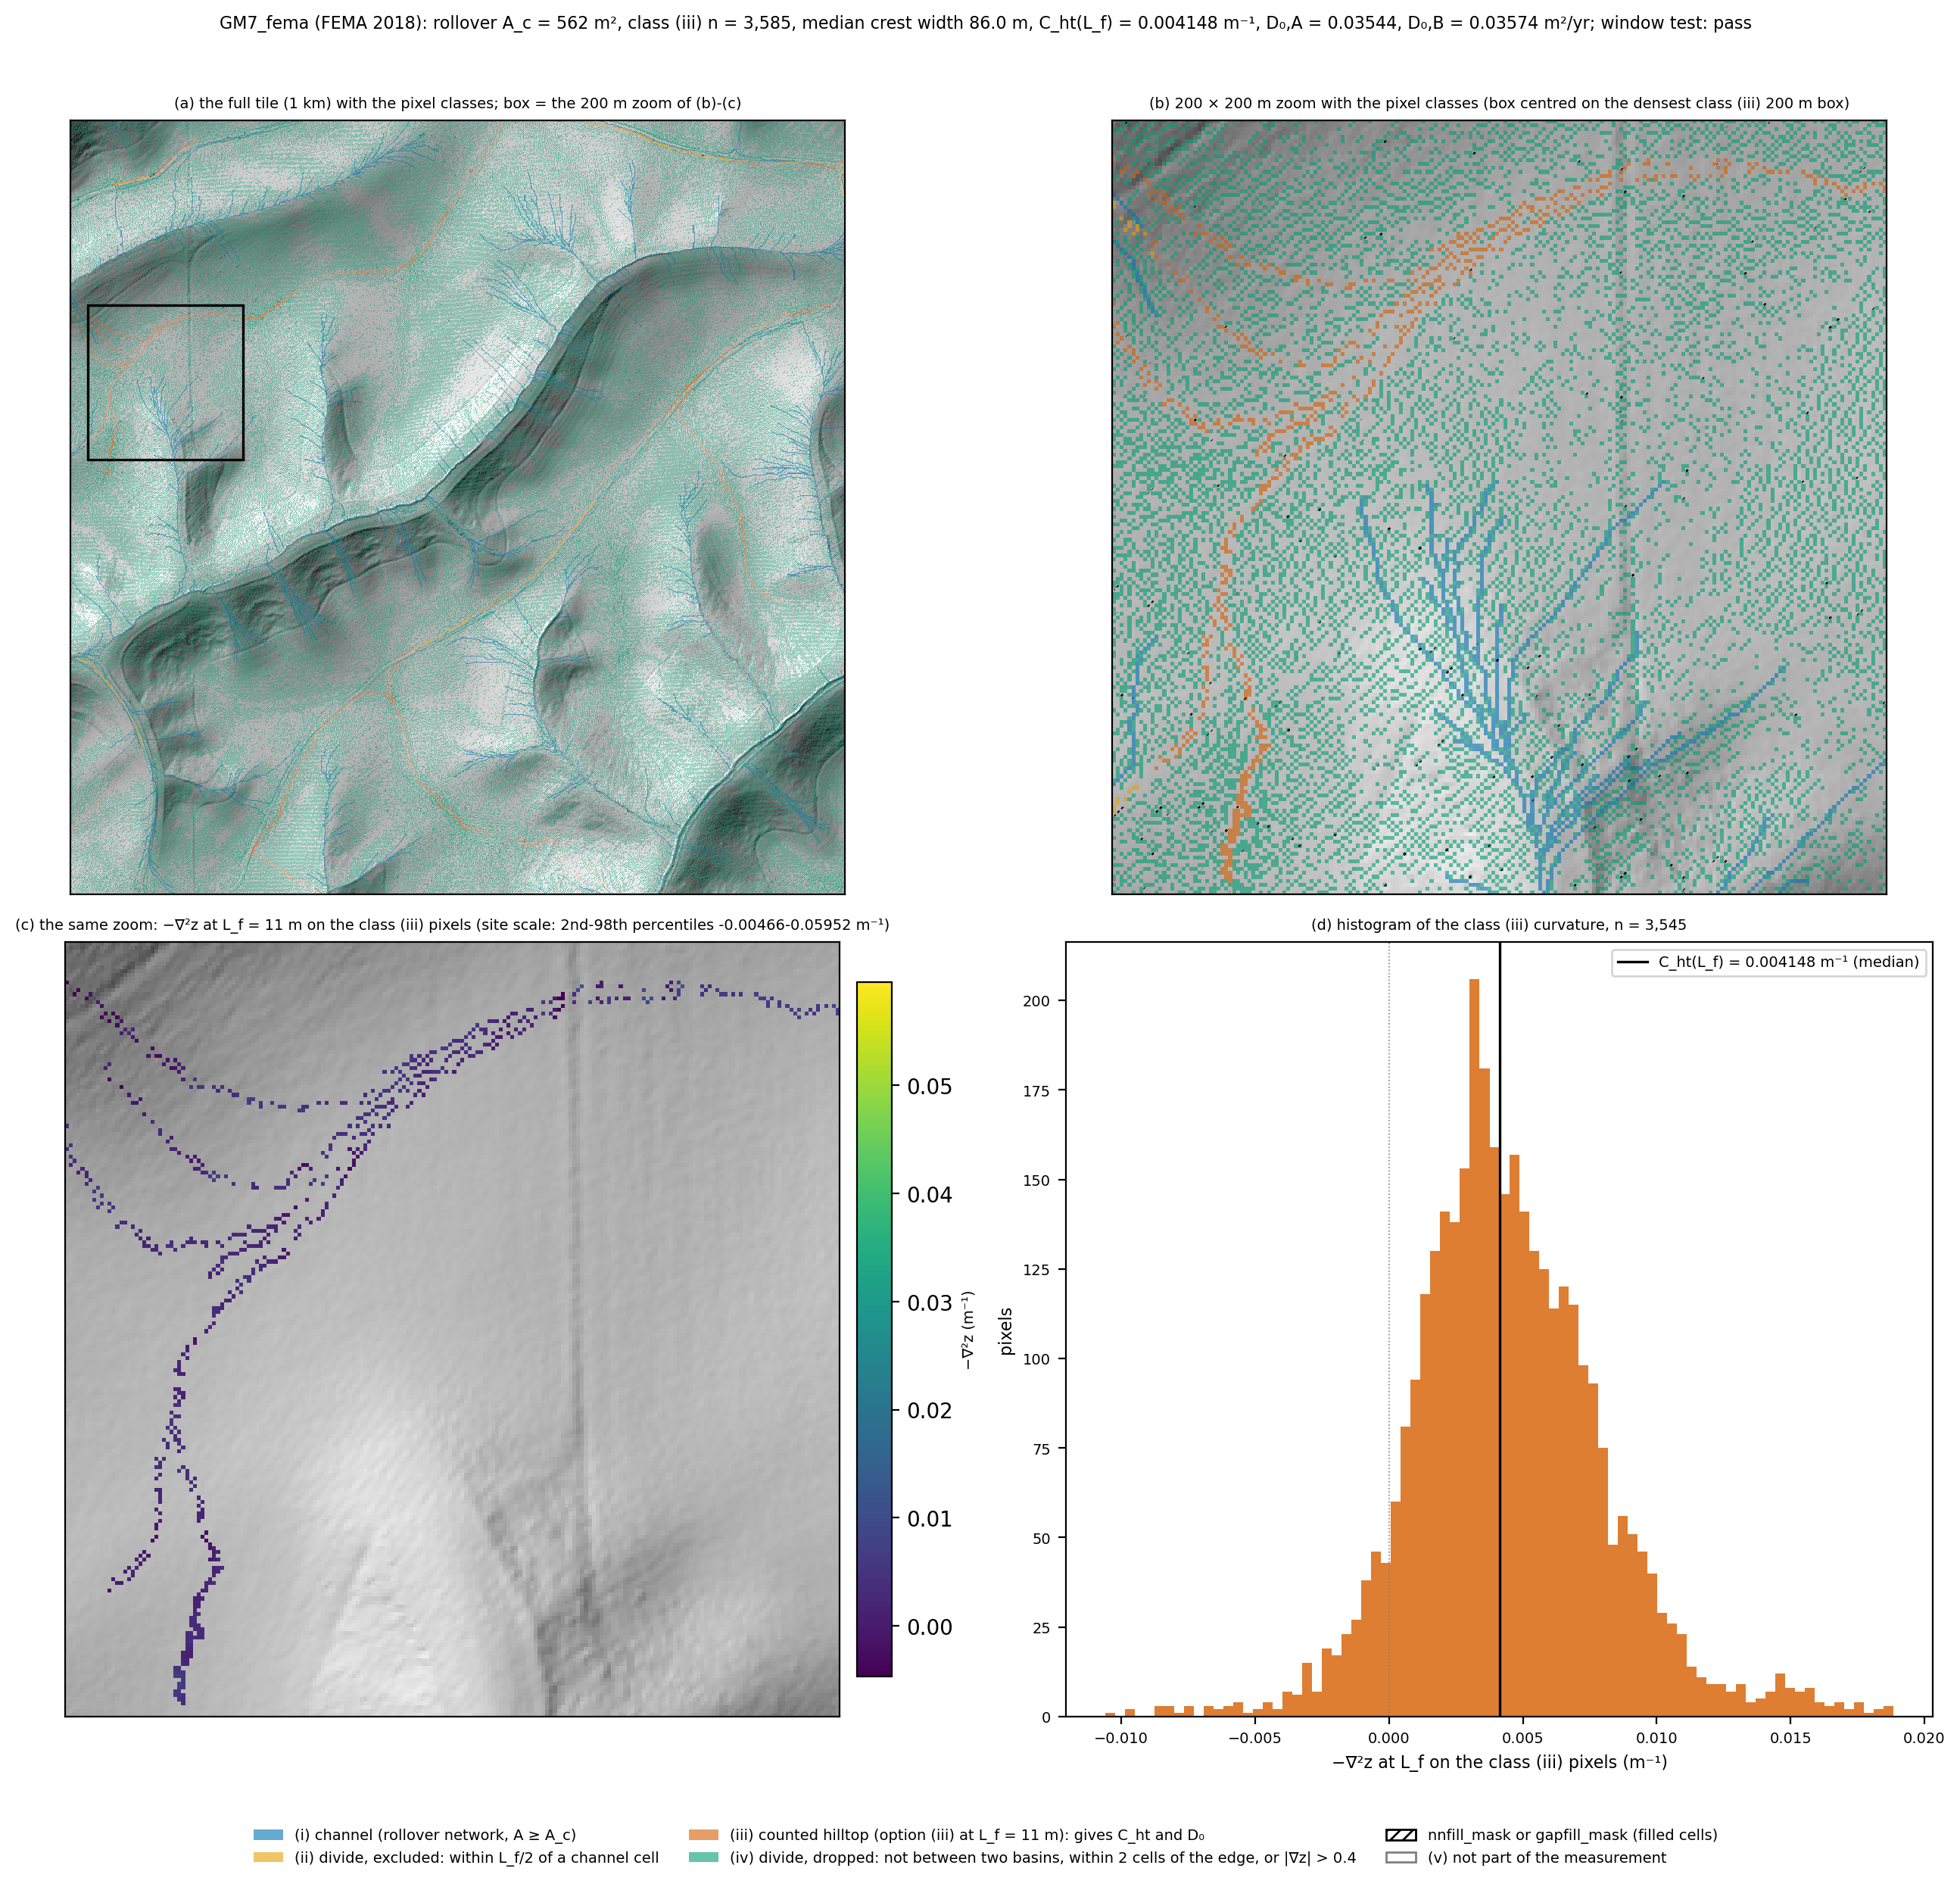 GM7_fema (FEMA 2018): rollover A_c = 562 m², class (iii) n = 3,585, median crest width 86.0 m, C_ht(L_f) = 0.004148 m⁻¹, D₀,A = 0.03544, D₀,B = 0.03574 m²/yr; window test: pass
(a) the full tile (1 km) with the pixel classes; box = the 200 m zoom of (b)-(c)
(b) 200 × 200 m zoom with the pixel classes (box centred on the densest class (iii) 200 m box)
(c) the same zoom: −∇²z at L_f = 11 m on the class (iii) pixels (site scale: 2nd-98th percentiles -0.00466-0.05952 m⁻¹)
0.05
0.04
0.03
0.02
0.01
0.00
−∇²z (m⁻¹)
(d) histogram of the class (iii) curvature, n = 3,545
C_ht(L_f) = 0.004148 m⁻¹ (median)
200
175
150
125
100
75
50
25
0
pixels
−0.010
−0.005
0.000
0.005
0.010
0.015
0.020
−∇²z at L_f on the class (iii) pixels (m⁻¹)
(i) channel (rollover network, A ≥ A_c)
(ii) divide, excluded: within L_f/2 of a channel cell
(iii) counted hilltop (option (iii) at L_f = 11 m): gives C_ht and D₀
(iv) divide, dropped: not between two basins, within 2 cells of the edge, or |∇z| > 0.4
nnfill_mask or gapfill_mask (filled cells)
(v) not part of the measurement